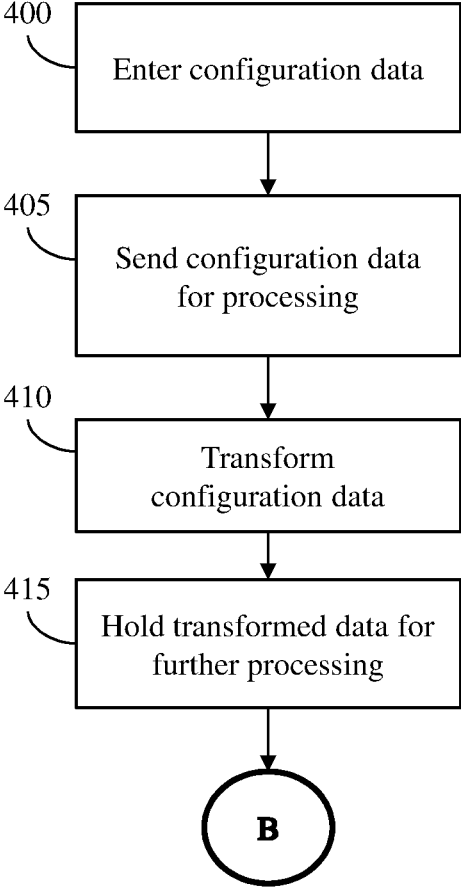 400
Enter configuration data
405
Send configuration data
for processing
410
Transform
configuration data
415
Hold transformed data for
further processing
B